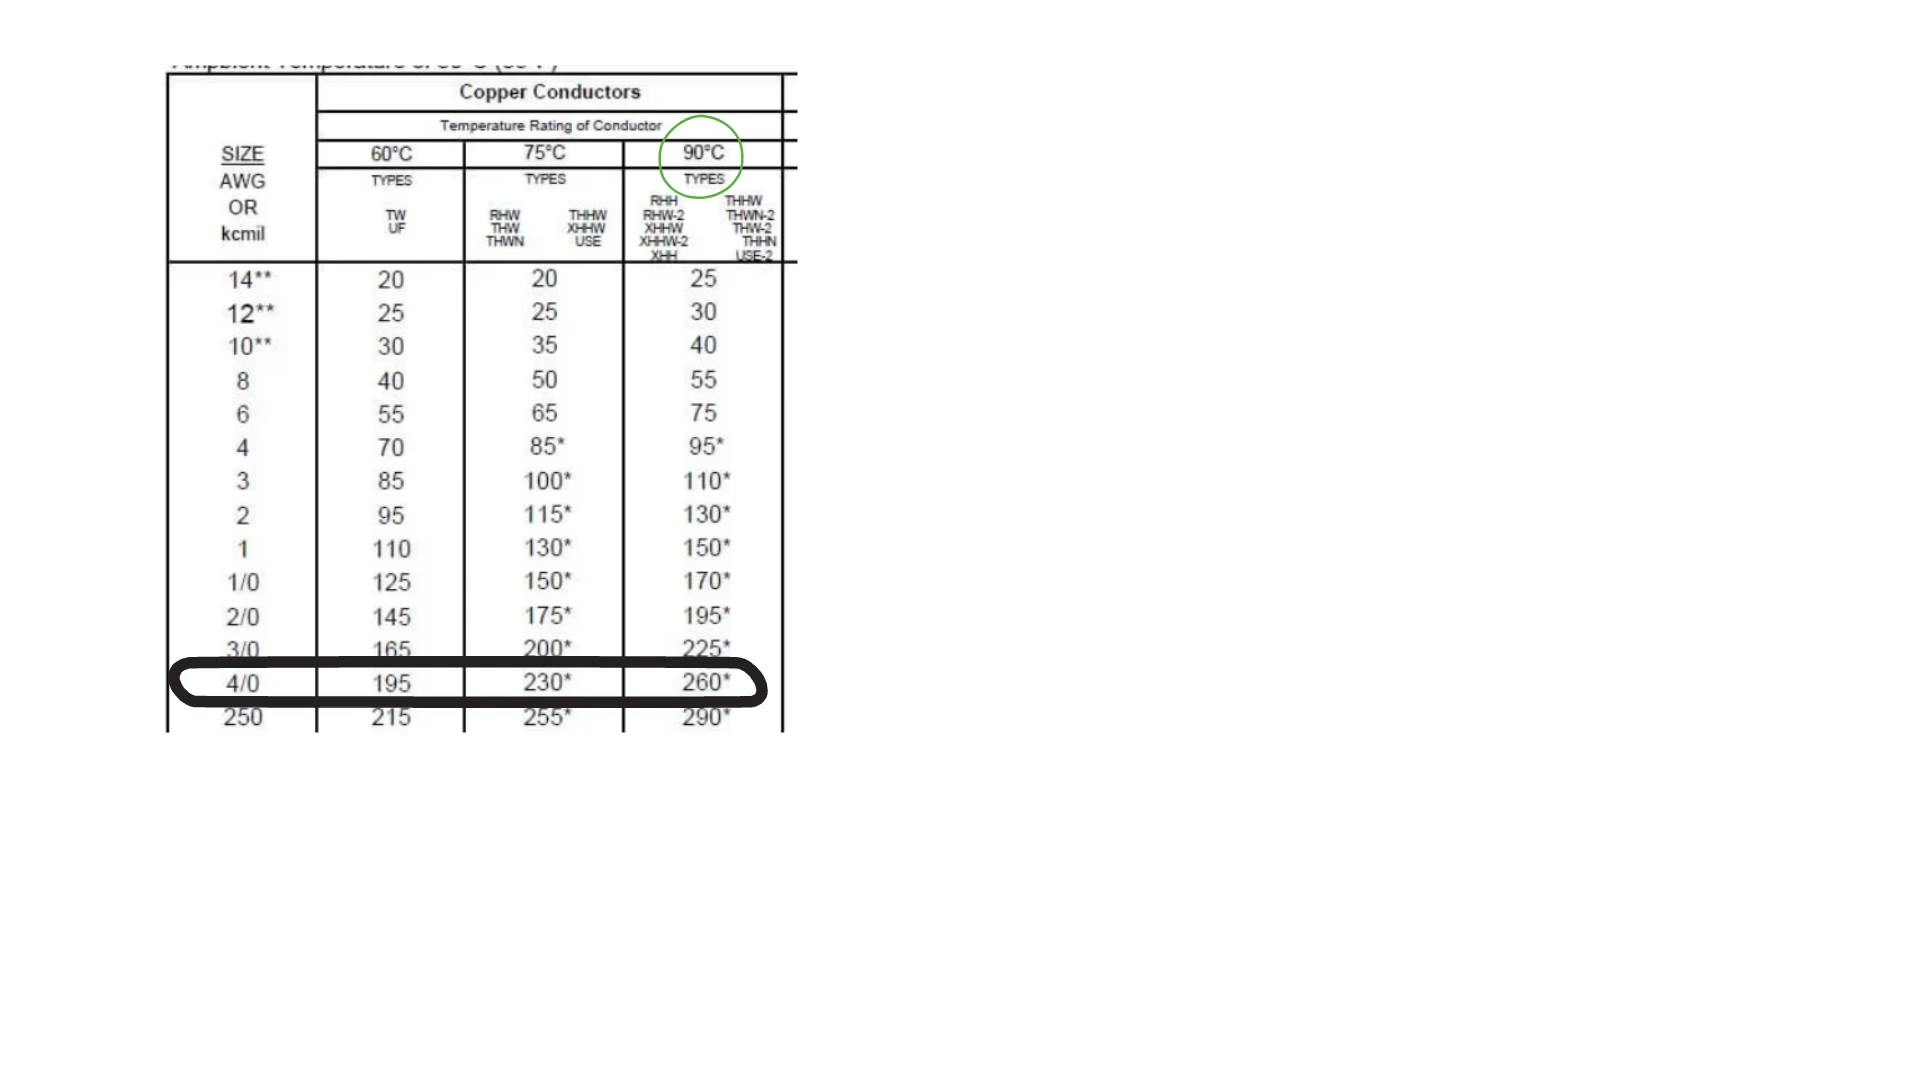 Copper Conductors
Temperature Rating of Conductor
SIZE
AWG
OR
kcmil
60°C
75°C
90°C
TYPES
TYPES
TYPES
TW
UF
RHW THHW
THW XHHW
THWN USE
RHH THHW
RHW-2 THWN-2
XHHW THW-2
XHHW-2 THHN
XHH USE-2
14** 20 20 25
12** 25 25 30
10** 30 35 40
8 40 50 55
6 55 65 75
4 70 85* 95*
3 85 100* 110*
2 95 115* 130*
1 110 130* 150*
1/0 125 150* 170*
2/0 145 175* 195*
3/0 165 200* 225*
4/0 195 230* 260*
250 215 255* 290*